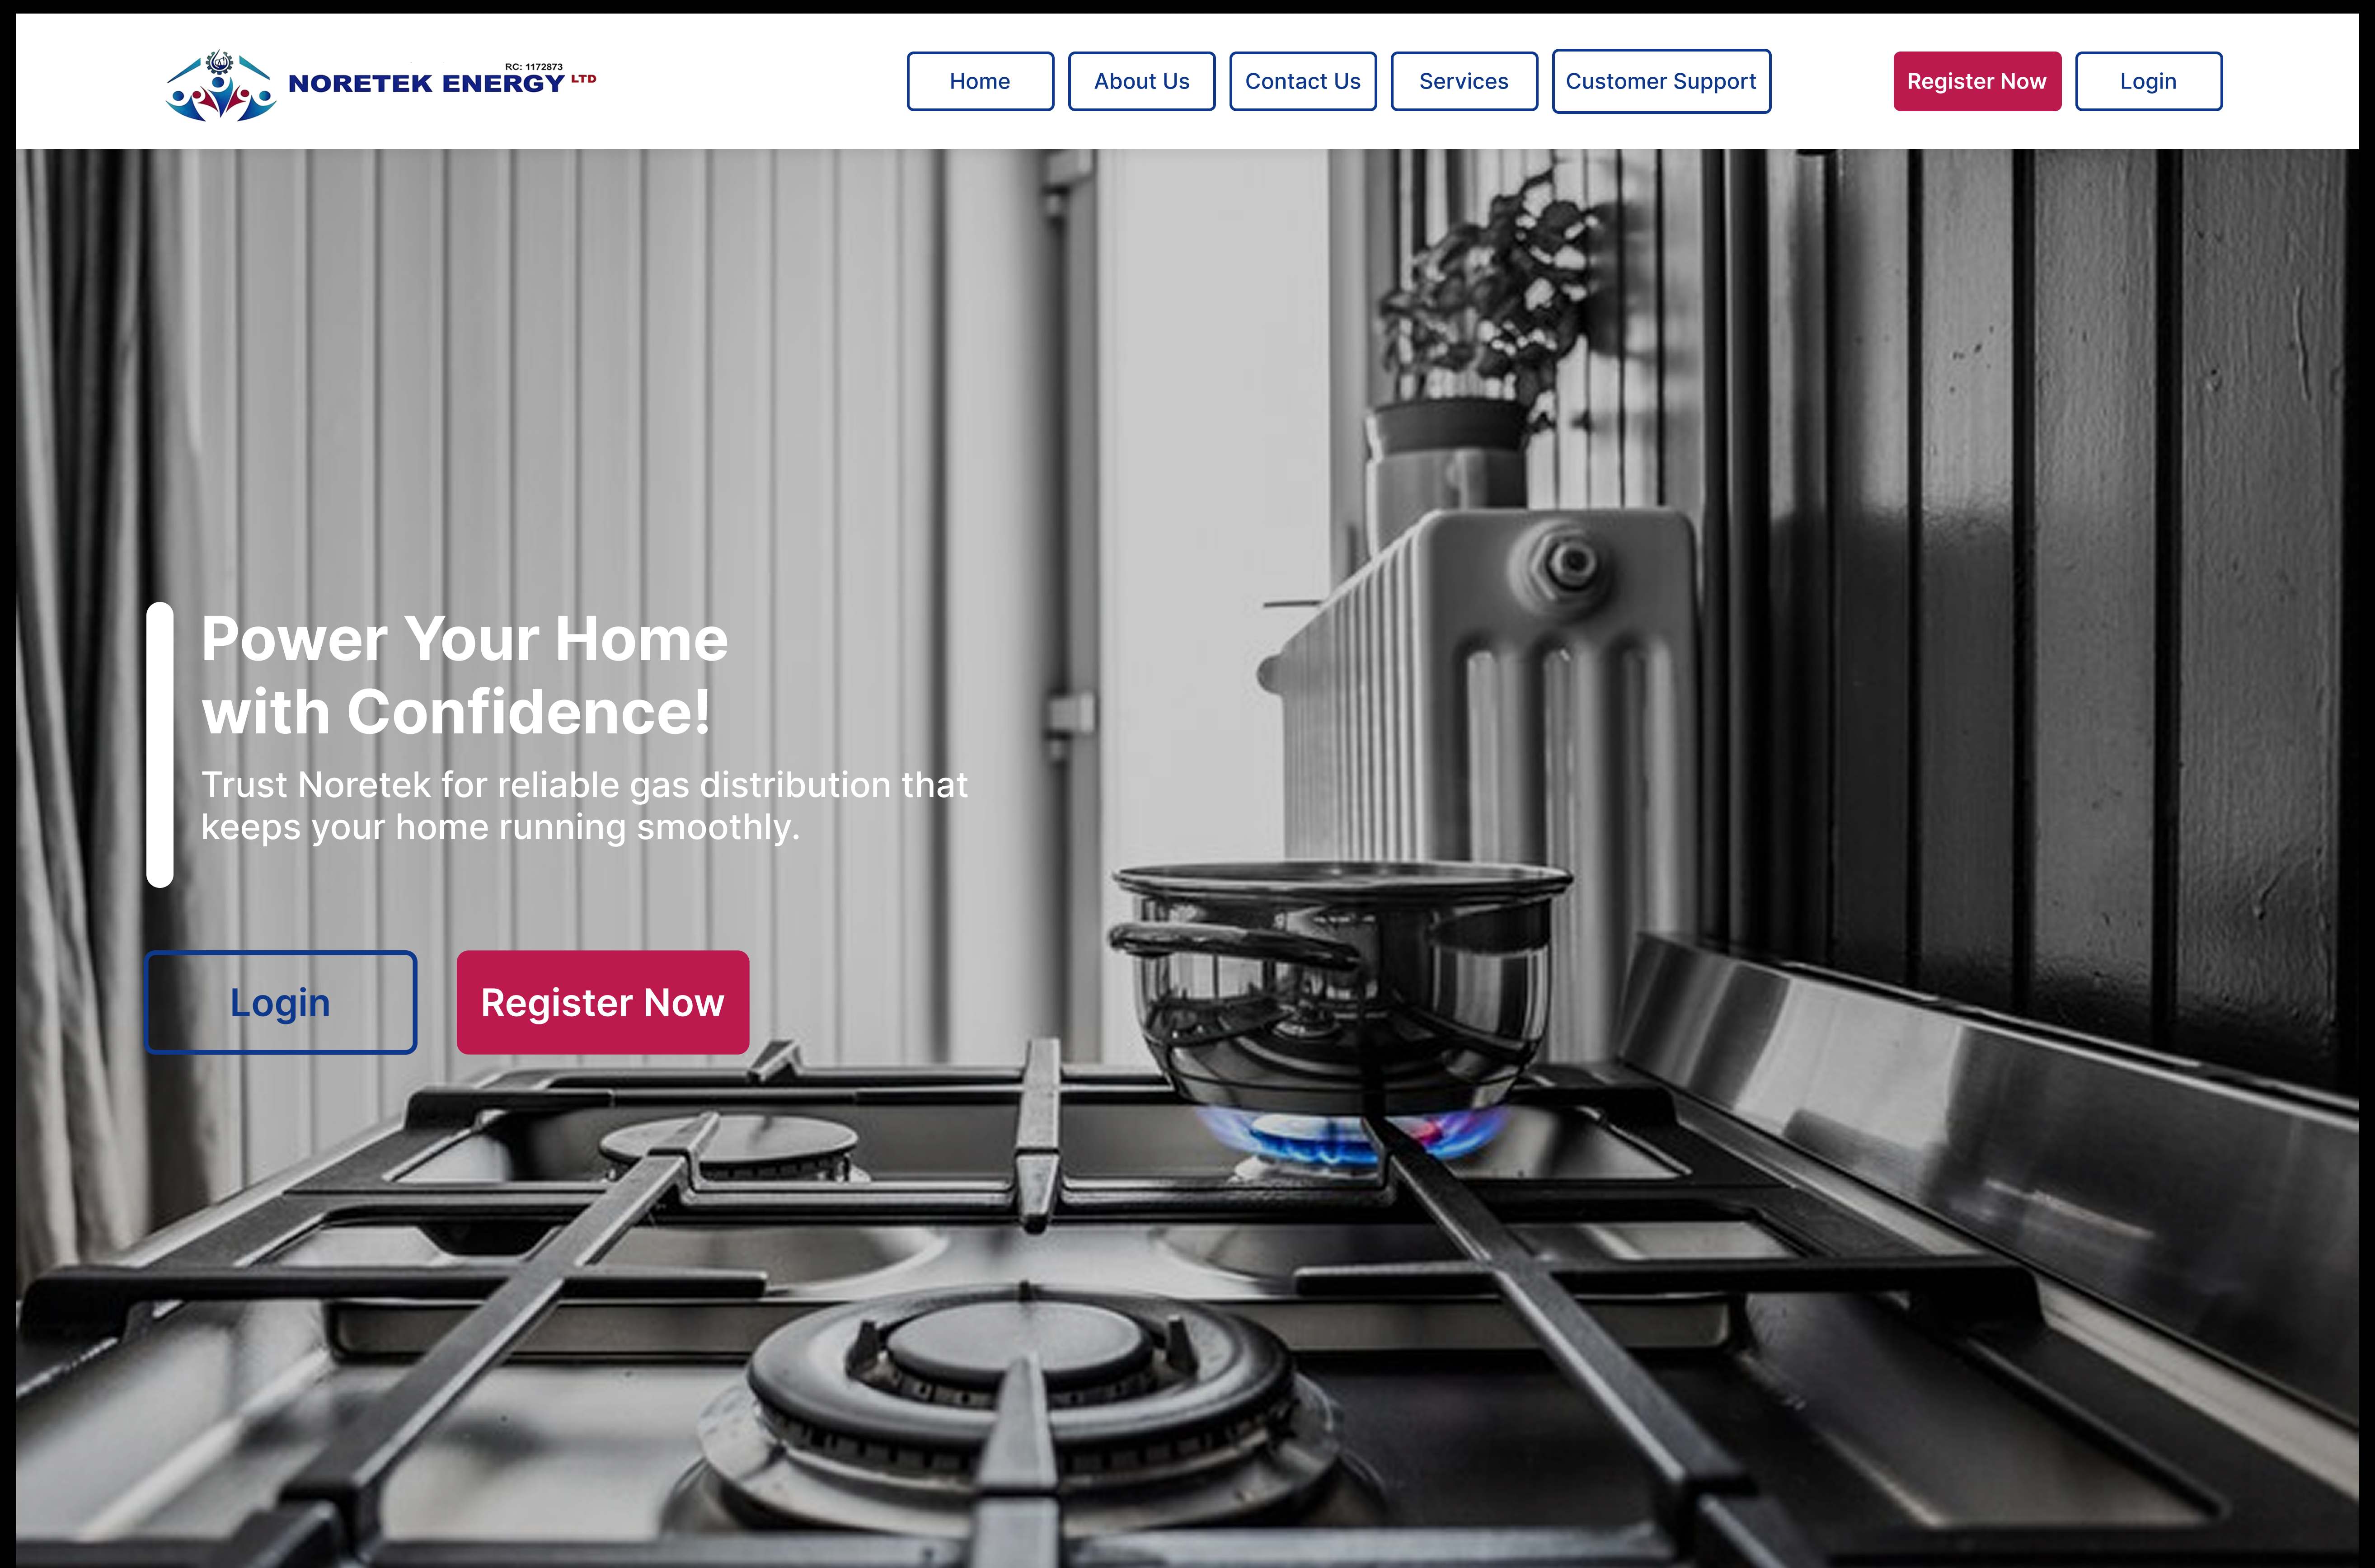 RC: 1172873
NORETEK ENERGY LTD
Home
About Us
Contact Us
Services
Customer Support
Register Now
Login
Power Your Home
with Confidence!
Trust Noretek for reliable gas distribution that
keeps your home running smoothly.
Login
Register Now